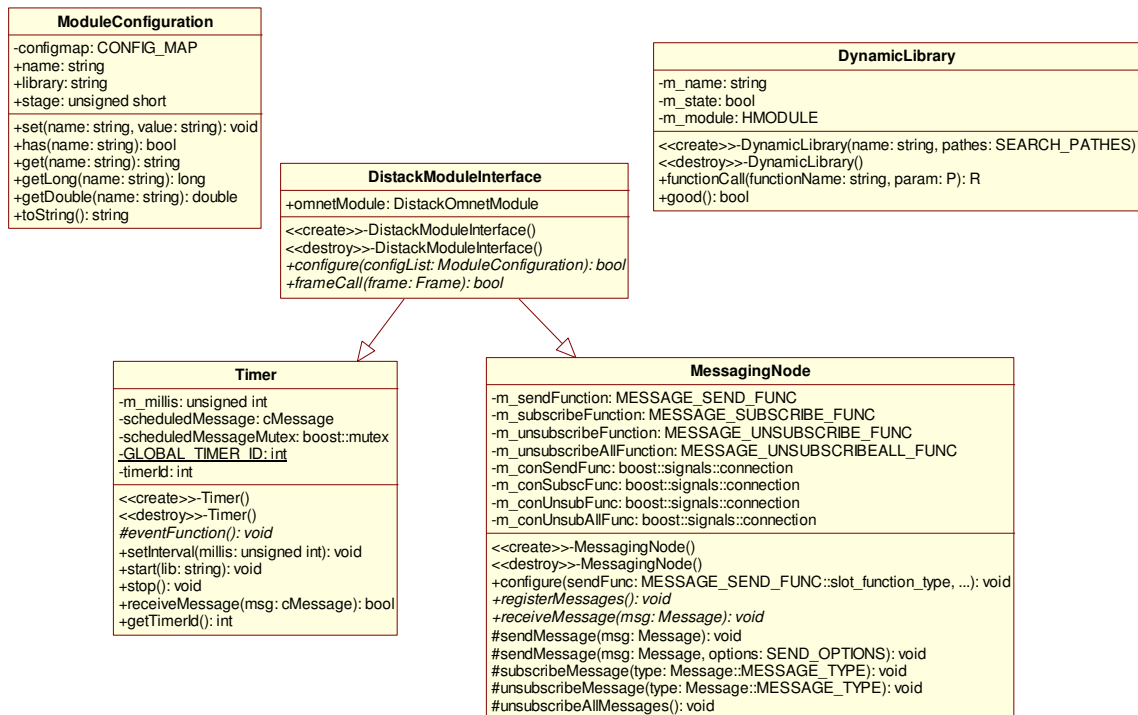 ModuleConfiguration
-configmap: CONFIG_MAP
+name: string
+library: string
+stage: unsigned short
+set(name: string, value: string): void
+has(name: string): bool
+get(name: string): string
+getLong(name: string): long
+getDouble(name: string): double
+toString(): string
DynamicLibrary
-m_name: string
-m_state: bool
-m_module: HMODULE
<<create>>-DynamicLibrary(name: string, pathes: SEARCH_PATHES)
<<destroy>>-DynamicLibrary()
+functionCall(functionName: string, param: P): R
+good(): bool
DistackModuleInterface
+omnetModule: DistackOmnetModule
<<create>>-DistackModuleInterface()
<<destroy>>-DistackModuleInterface()
+configure(configList: ModuleConfiguration): bool
+frameCall(frame: Frame): bool
Timer
-m_millis: unsigned int
-scheduledMessage: cMessage
-scheduledMessageMutex: boost::mutex
-GLOBAL_TIMER_ID: int
-timerId: int
<<create>>-Timer()
<<destroy>>-Timer()
#eventFunction(): void
+setInterval(millis: unsigned int): void
+start(lib: string): void
+stop(): void
+receiveMessage(msg: cMessage): bool
+getTimerId(): int
MessagingNode
-m_sendFunction: MESSAGE_SEND_FUNC
-m_subscribeFunction: MESSAGE_SUBSCRIBE_FUNC
-m_unsubscribeFunction: MESSAGE_UNSUBSCRIBE_FUNC
-m_unsubscribeAllFunction: MESSAGE_UNSUBSCRIBEALL_FUNC
-m_conSendFunc: boost::signals::connection
-m_conSubscFunc: boost::signals::connection
-m_conUnsubFunc: boost::signals::connection
-m_conUnsubAllFunc: boost::signals::connection
<<create>>-MessagingNode()
<<destroy>>-MessagingNode()
+configure(sendFunc: MESSAGE_SEND_FUNC::slot_function_type, ...): void
+registerMessages(): void
+receiveMessage(msg: Message): void
#sendMessage(msg: Message): void
#sendMessage(msg: Message, options: SEND_OPTIONS): void
#subscribeMessage(type: Message::MESSAGE_TYPE): void
#unsubscribeMessage(type: Message::MESSAGE_TYPE): void
#unsubscribeAllMessages(): void